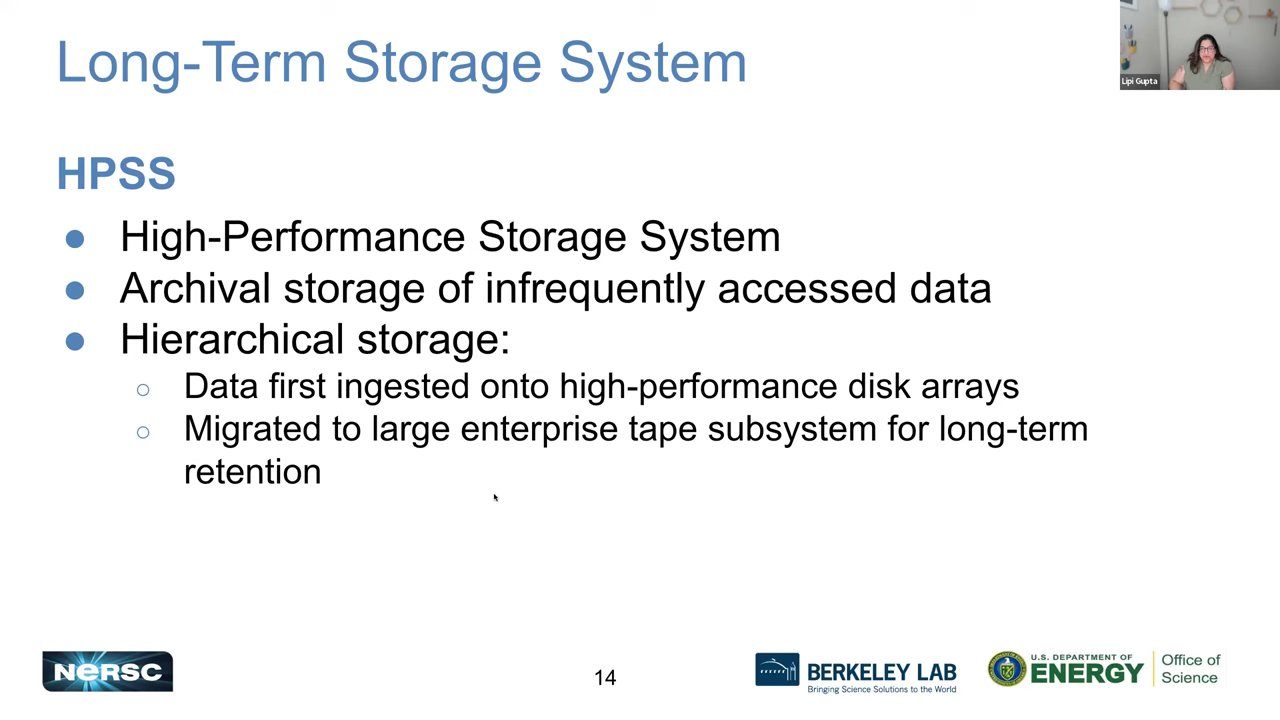 Long-Term Storage System
Lipi Gupta
HPSS
● High-Performance Storage System
● Archival storage of infrequently accessed data
● Hierarchical storage:
○ Data first ingested onto high-performance disk arrays
○ Migrated to large enterprise tape subsystem for long-term
retention
NERSC
14
BERKELEY LAB
Bringing Science Solutions to the World
U.S. DEPARTMENT OF
ENERGY
Office of
Science